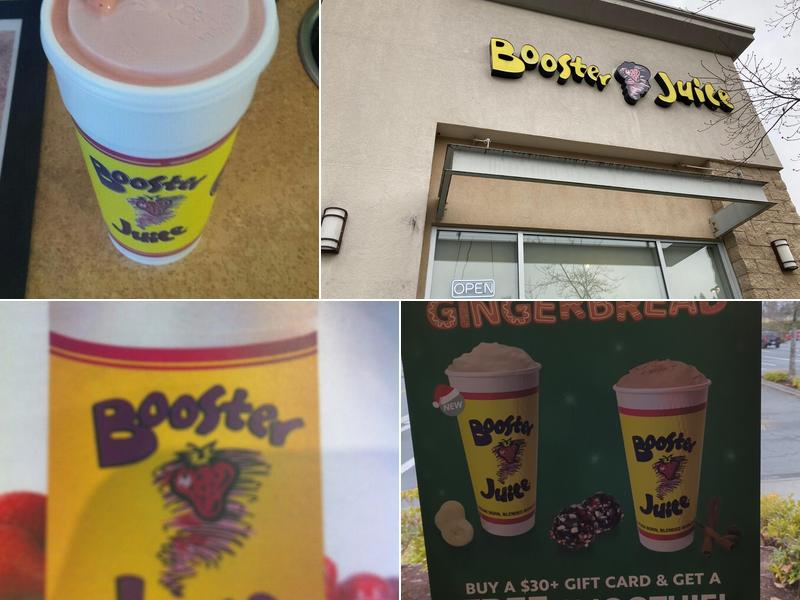 Booster
Juice
Booster Juice
OPEN
Booster
GINGERBREAD
NEW
Booster
Juice
Booster
Juice
BUY A $30+ GIFT CARD & GET A